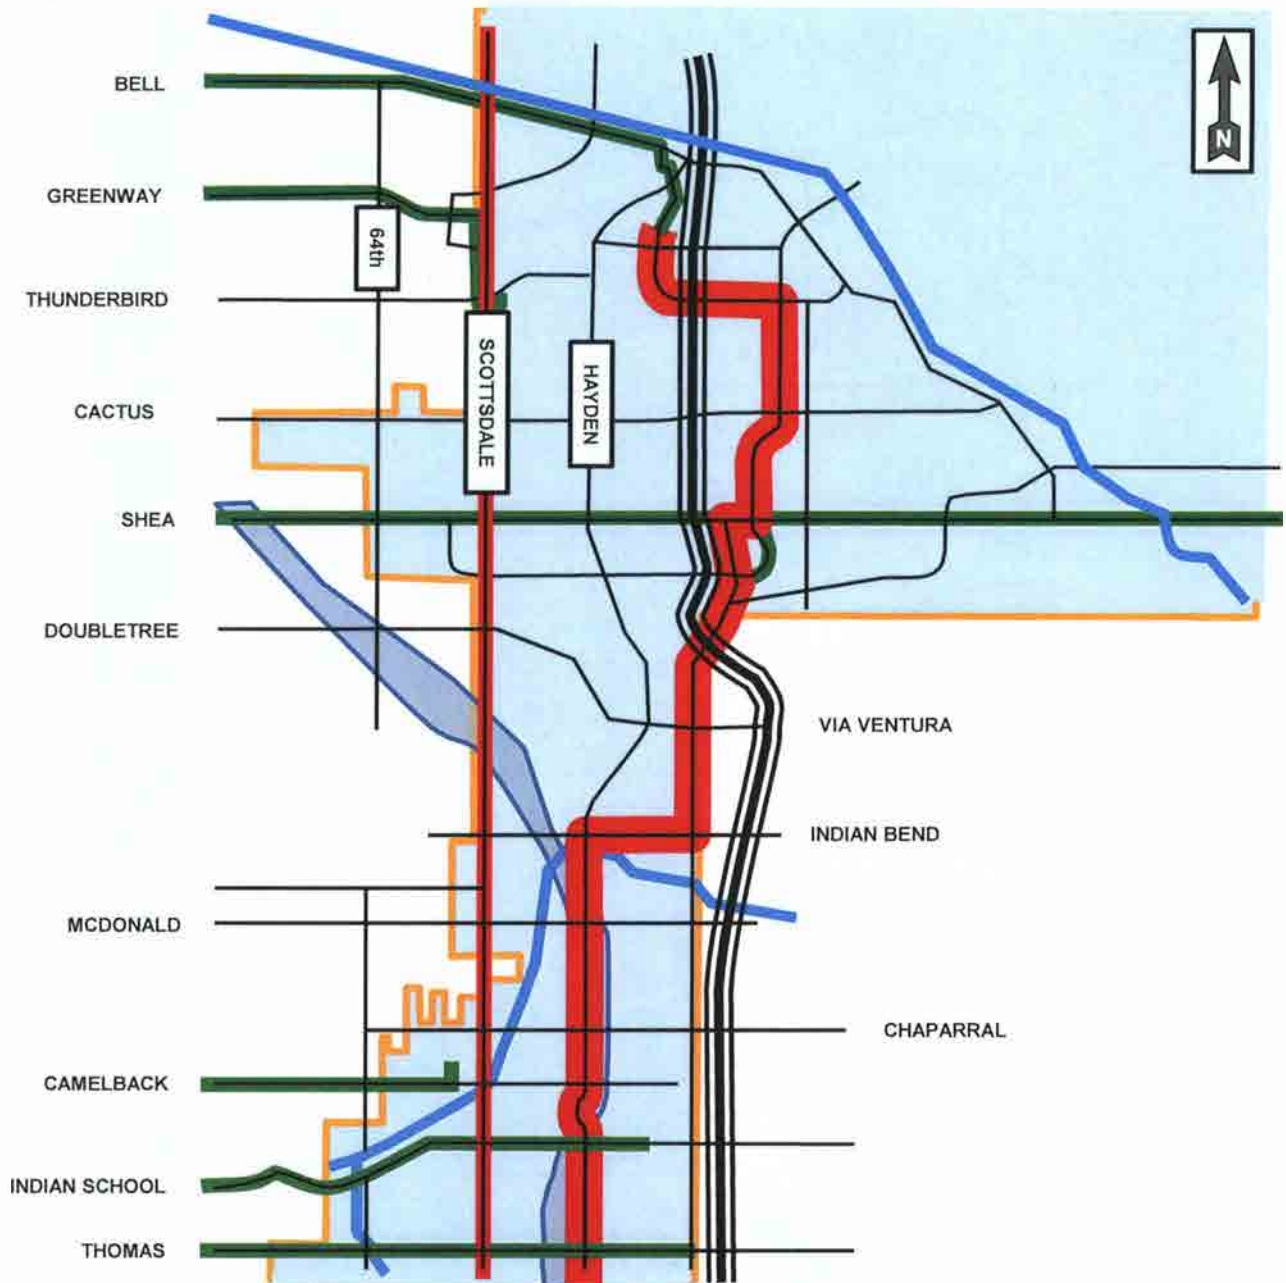 BELL
N
GREENWAY
64th
THUNDERBIRD
SCOTTSDALE
HAYDEN
CACTUS
SHEA
DOUBLETREE
VIA VENTURA
INDIAN BEND
MCDONALD
CHAPARRAL
CAMELBACK
INDIAN SCHOOL
THOMAS